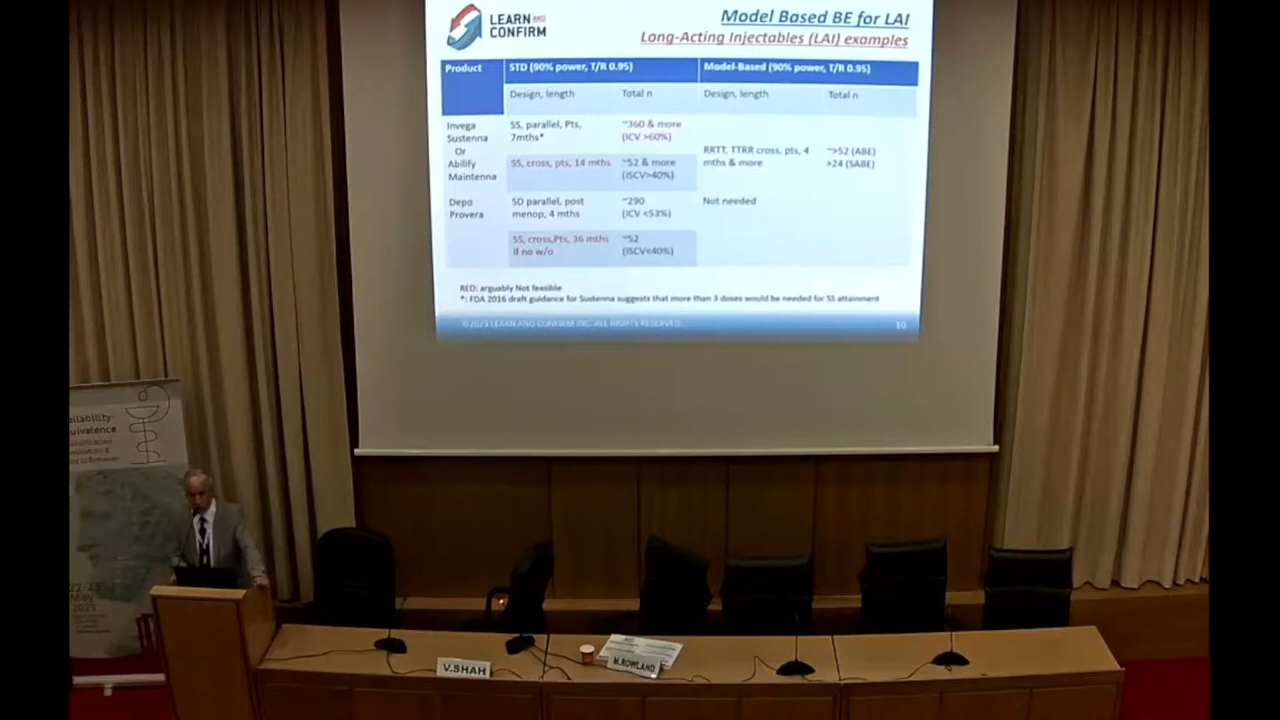 LEARN AND
CONFIRM
Model Based BE for LAI
Long-Acting Injectables (LAI) examples
Product STD (90% power, T/R 0.95) Model-Based (90% power, T/R 0.95)
Design, length Total n Design, length Total n
Invega
Sustenna
Or
Abilify
Maintenna
SS, parallel, Pts,
7mths*
~360 & more
(ICV >60%)
SS, cross, pts, 14 mths
~52 & more
(ISCV>40%)
RRTT, TTRR cross, pts, 4
mths & more
~>52 (ABE)
>24 (SABE)
Depo
Provera
SD parallel, post
menop, 4 mths
~290
(ICV <53%)
Not needed
SS, cross,Pts, 36 mths
if no w/o
~52
(ISCV<40%)
RED: arguably Not feasible
*: FDA 2016 draft guidance for Sustenna suggests that more than 3 doses would be needed for SS attainment
©2023 LEARN AND CONFIRM INC. ALL RIGHTS RESERVED.
10
22-23
May
2023
V.SHAH
M.ROWLAND